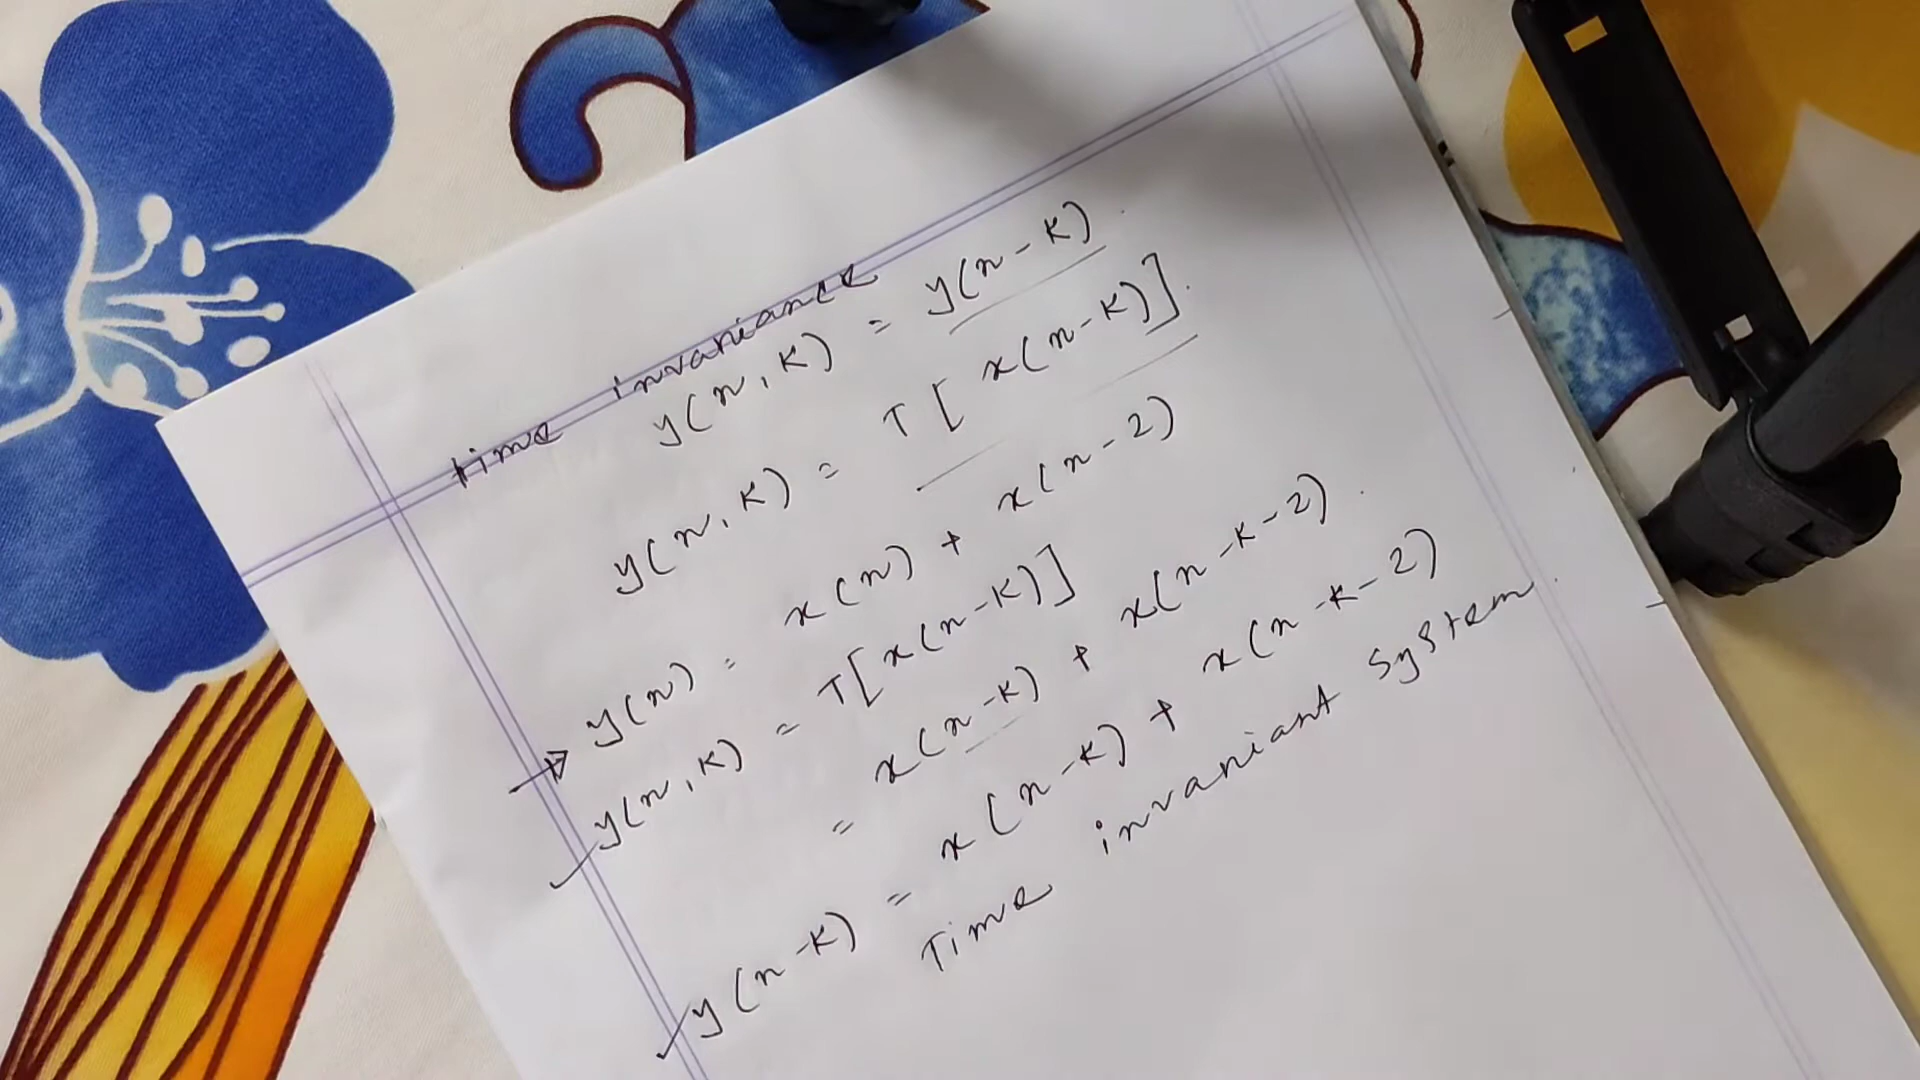 time invariance
y(n,k) = y(n-k)
y(n,k) = T[x(n-k)]
y(n) = x(n) + x(n-2)
y(n,k) = T[x(n-k)]
= x(n-k) + x(n-k-2)
y(n-k) = x(n-k) + x(n-k-2)
Time invariant system